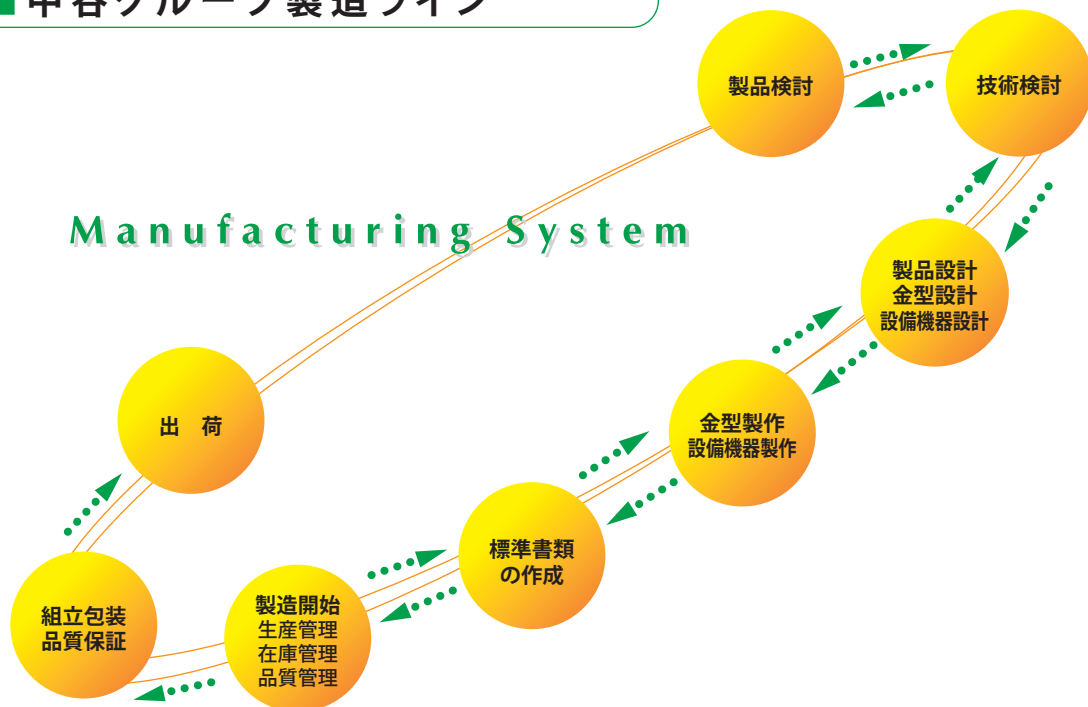 グループ製造ライン
製品検討
技術検討
Manufacturing System
製品設計
金型設計
設備機器設計
出　荷
金型製作
設備機器製作
標準書類
の作成
製造開始
生産管理
在庫管理
品質管理
組立包装
品質保証